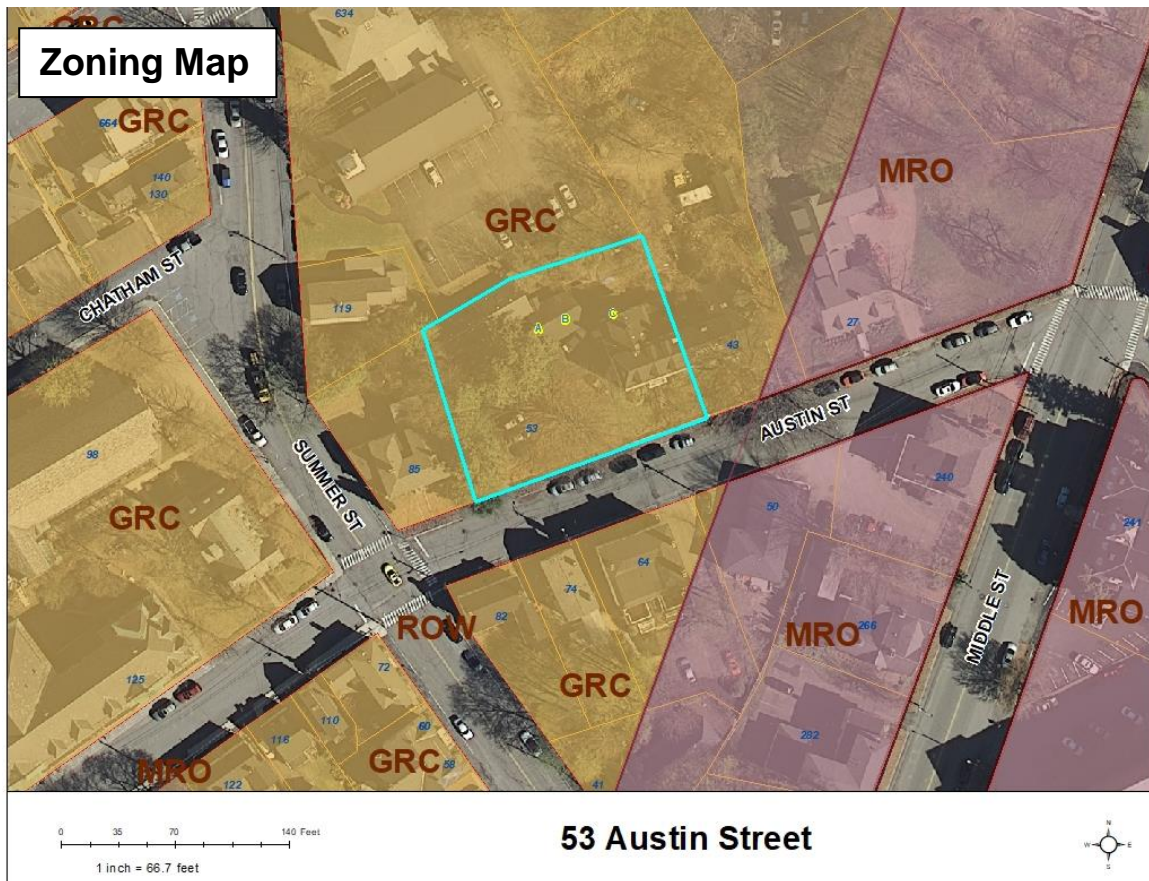 GRC
634
Zoning Map
GRC
664
140
130
MRO
GRC
CHATHAM ST
119
A B C
27
43
AUSTIN ST
53
98
SUMMER ST
85
GRC
240
241
50
64
74
82
ROW
MRO
266
MIDDLE ST
MRO
72
125
GRC
110
60
116
GRC
58
282
MRO
122
41
0 35 70 140 Feet
1 inch = 66.7 feet
53 Austin Street
N
W E
S